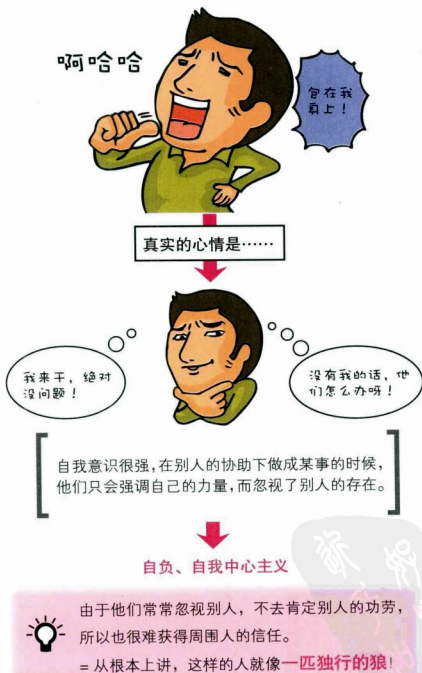 啊哈哈
包在我
身上！
真实的心情是……
我来干，绝对
没问题！
没有我的话，他
们怎么办呀！
自我意识很强，在别人的协助下做成某事的时候，
他们只会强调自己的力量，而忽视了别人的存在。
自负、自我中心主义
由于他们常常忽视别人，不去肯定别人的功劳，
所以也很难获得周围人的信任。
=从根本上讲，这样的人就像一匹独行的狼！